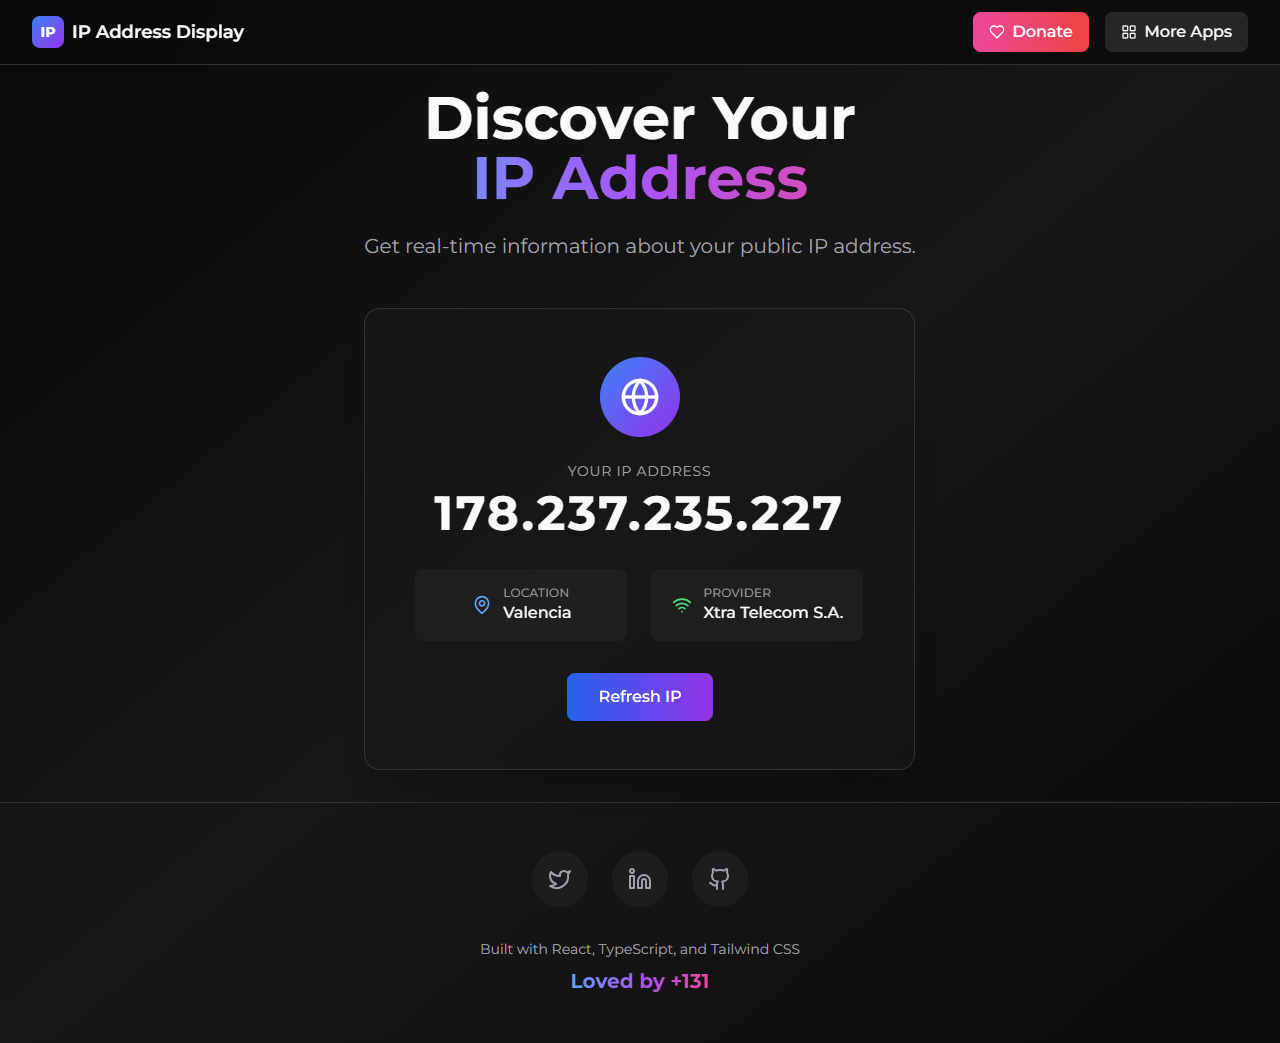 IP
IP Address Display
Donate
More Apps
Discover Your
IP Address
Get real-time information about your public IP address.
YOUR IP ADDRESS
178.237.235.227
LOCATION
Valencia
PROVIDER
Xtra Telecom S.A.
Refresh IP
Built with React, TypeScript, and Tailwind CSS
Loved by +131